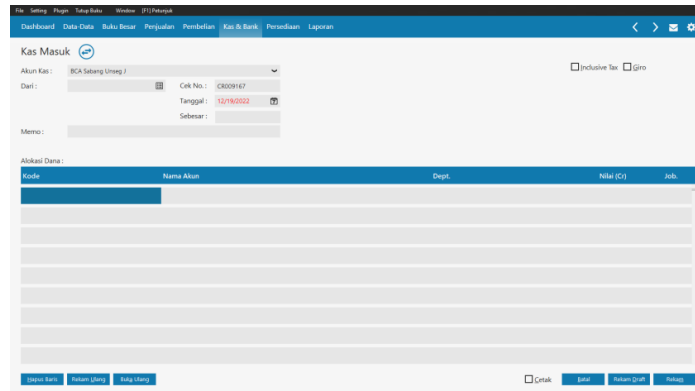 File Setting Plugin Tutup Buku Window [F1] Petunjuk
Dashboard Data-Data Buku Besar Penjualan Pembelian Kas & Bank Persediaan Laporan
Kas Masuk
Akun Kas : BCA Sabang Unseg J
Inclusive Tax Giro
Dari : Cek No. : CR009167
Tanggal : 12/19/2022
Sebesar :
Memo :
Alokasi Dana :
Kode Nama Akun Dept. Nilai (Cr) Job.
Hapus Baris Rekam Ulang Buka Ulang Cetak Batal Rekam Draft Rekam